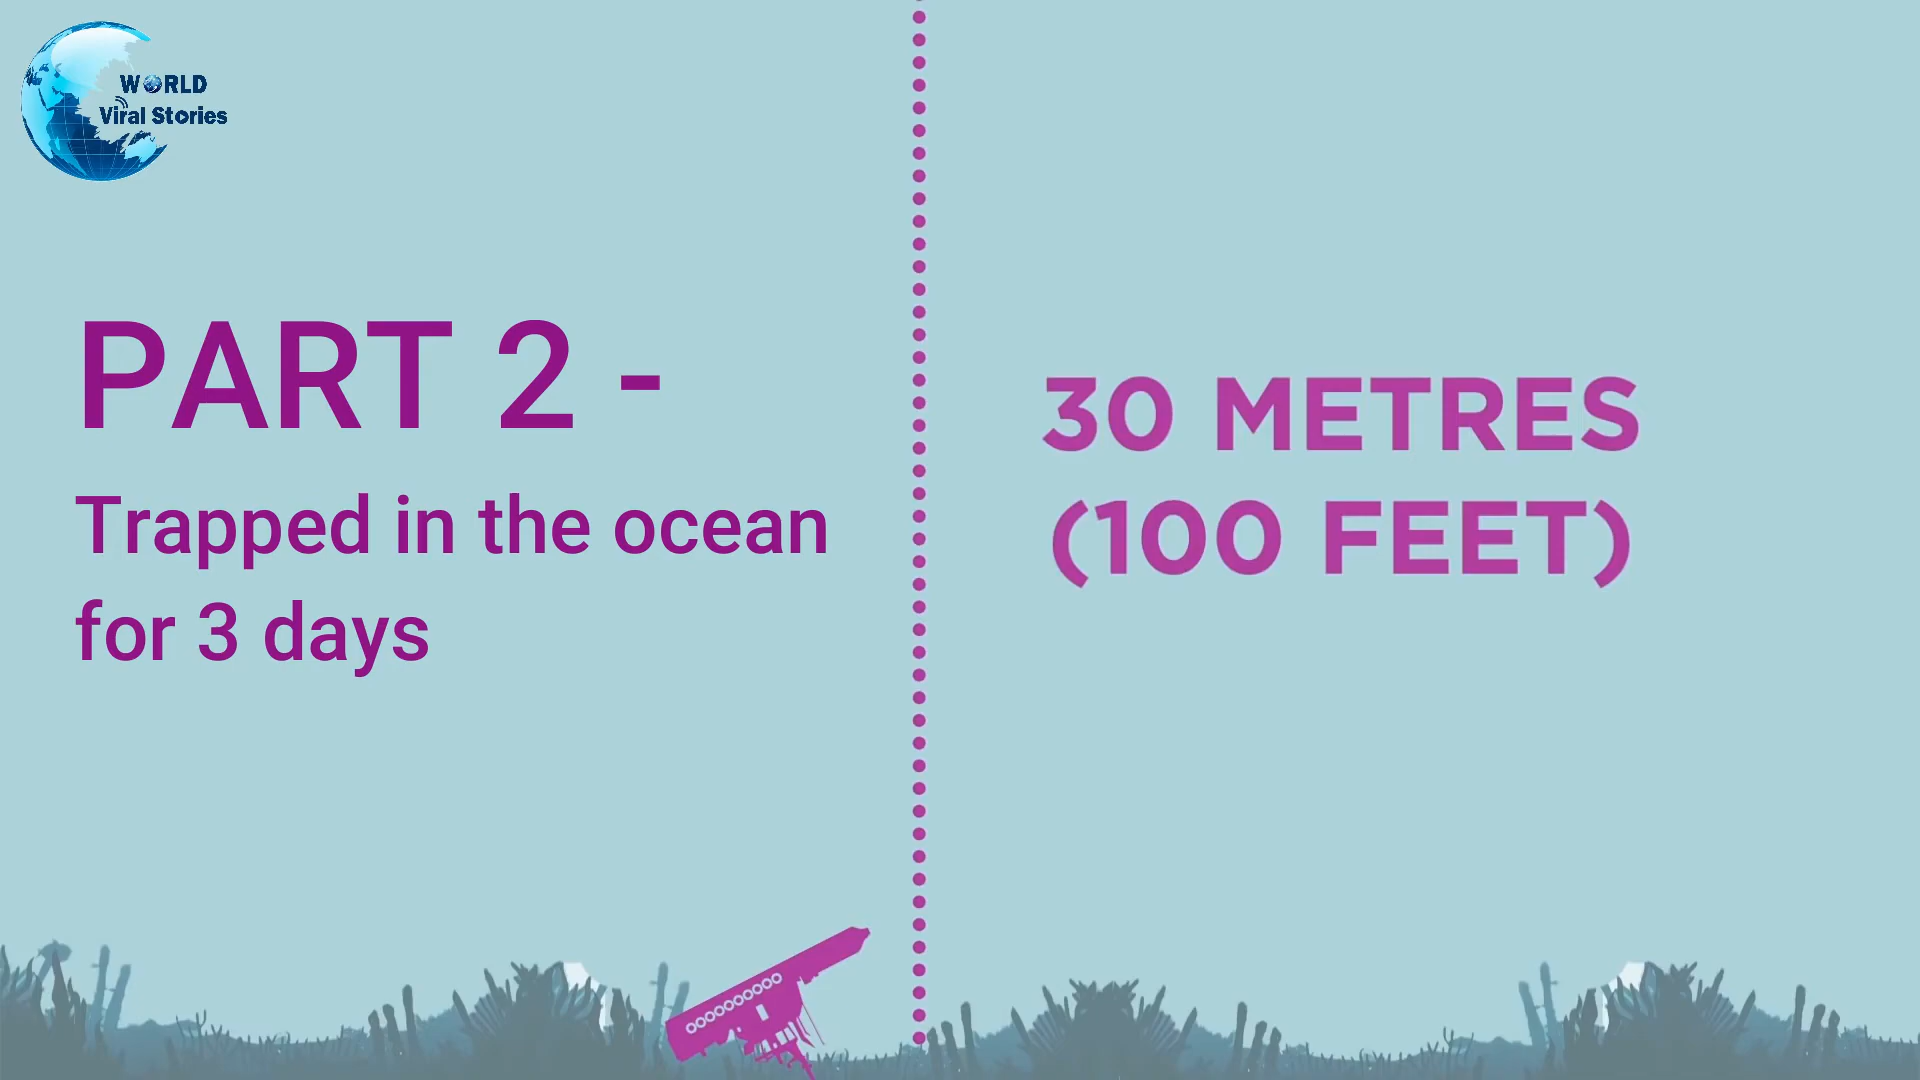 WORLD
Viral Stories
PART 2 -
Trapped in the ocean
for 3 days
30 METRES
(100 FEET)